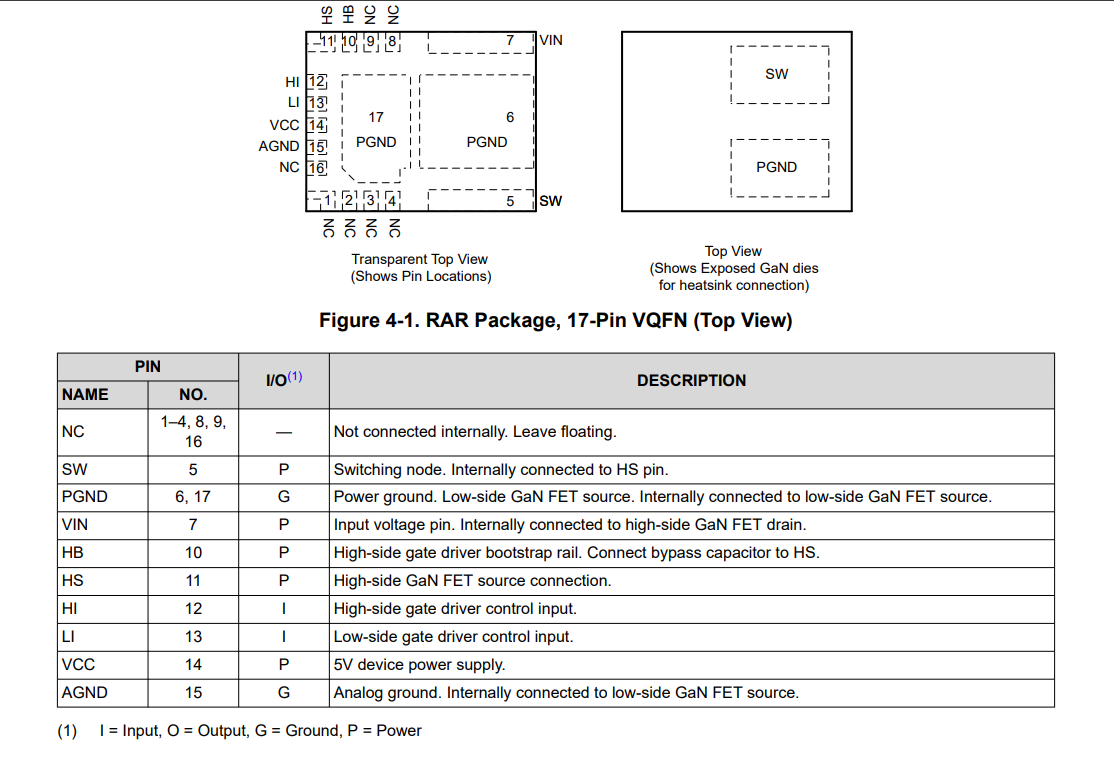 HS HB NC NC
11 10 9 8 7 VIN
HI 12
LI 13
VCC 14
AGND 15
NC 16
17
PGND
6
PGND
1 2 3 4 5 SW
NC NC NC NC
Transparent Top View
(Shows Pin Locations)
SW
PGND
Top View
(Shows Exposed GaN dies
for heatsink connection)
Figure 4-1. RAR Package, 17-Pin VQFN (Top View)
PIN I/O(1) DESCRIPTION
NAME NO.
NC 1–4, 8, 9, 16 — Not connected internally. Leave floating.
SW 5 P Switching node. Internally connected to HS pin.
PGND 6, 17 G Power ground. Low-side GaN FET source. Internally connected to low-side GaN FET source.
VIN 7 P Input voltage pin. Internally connected to high-side GaN FET drain.
HB 10 P High-side gate driver bootstrap rail. Connect bypass capacitor to HS.
HS 11 P High-side GaN FET source connection.
HI 12 I High-side gate driver control input.
LI 13 I Low-side gate driver control input.
VCC 14 P 5V device power supply.
AGND 15 G Analog ground. Internally connected to low-side GaN FET source.
(1) I = Input, O = Output, G = Ground, P = Power